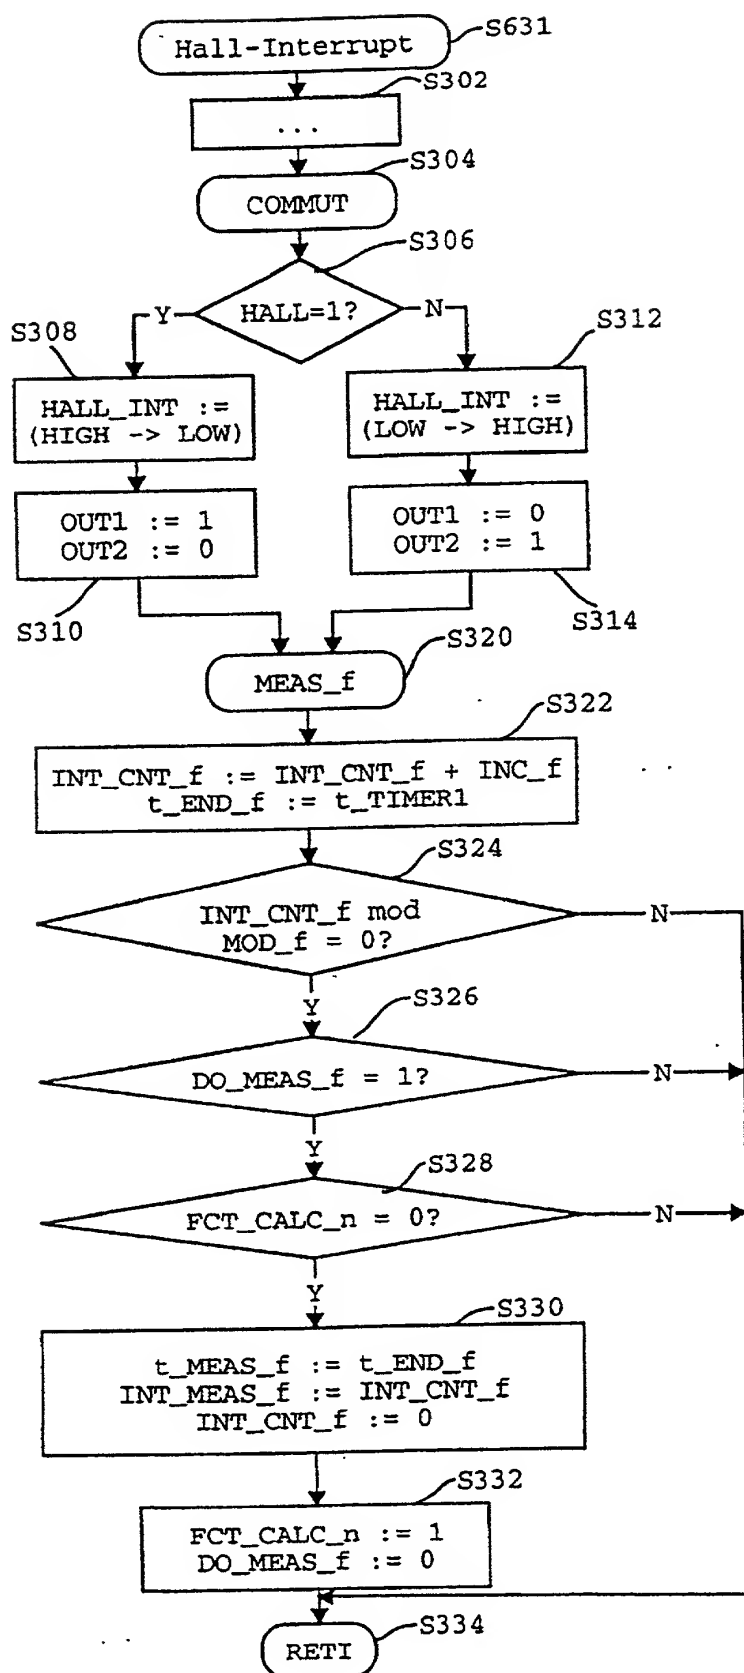 Hall-Interrupt
S631
S302
...
S304
COMMUT
S306
HALL=1?
Y
N
S308
S312
HALL_INT :=
(HIGH -> LOW)
HALL_INT :=
(LOW -> HIGH)
OUT1 := 1
OUT2 := 0
OUT1 := 0
OUT2 := 1
S310
S314
S320
MEAS_f
S322
INT_CNT_f := INT_CNT_f + INC_f
t_END_f := t_TIMER1
S324
INT_CNT_f mod
MOD_f = 0?
N
Y
S326
DO_MEAS_f = 1?
N
Y
S328
FCT_CALC_n = 0?
N
Y
S330
t_MEAS_f := t_END_f
INT_MEAS_f := INT_CNT_f
INT_CNT_f := 0
S332
FCT_CALC_n := 1
DO_MEAS_f := 0
S334
RETI